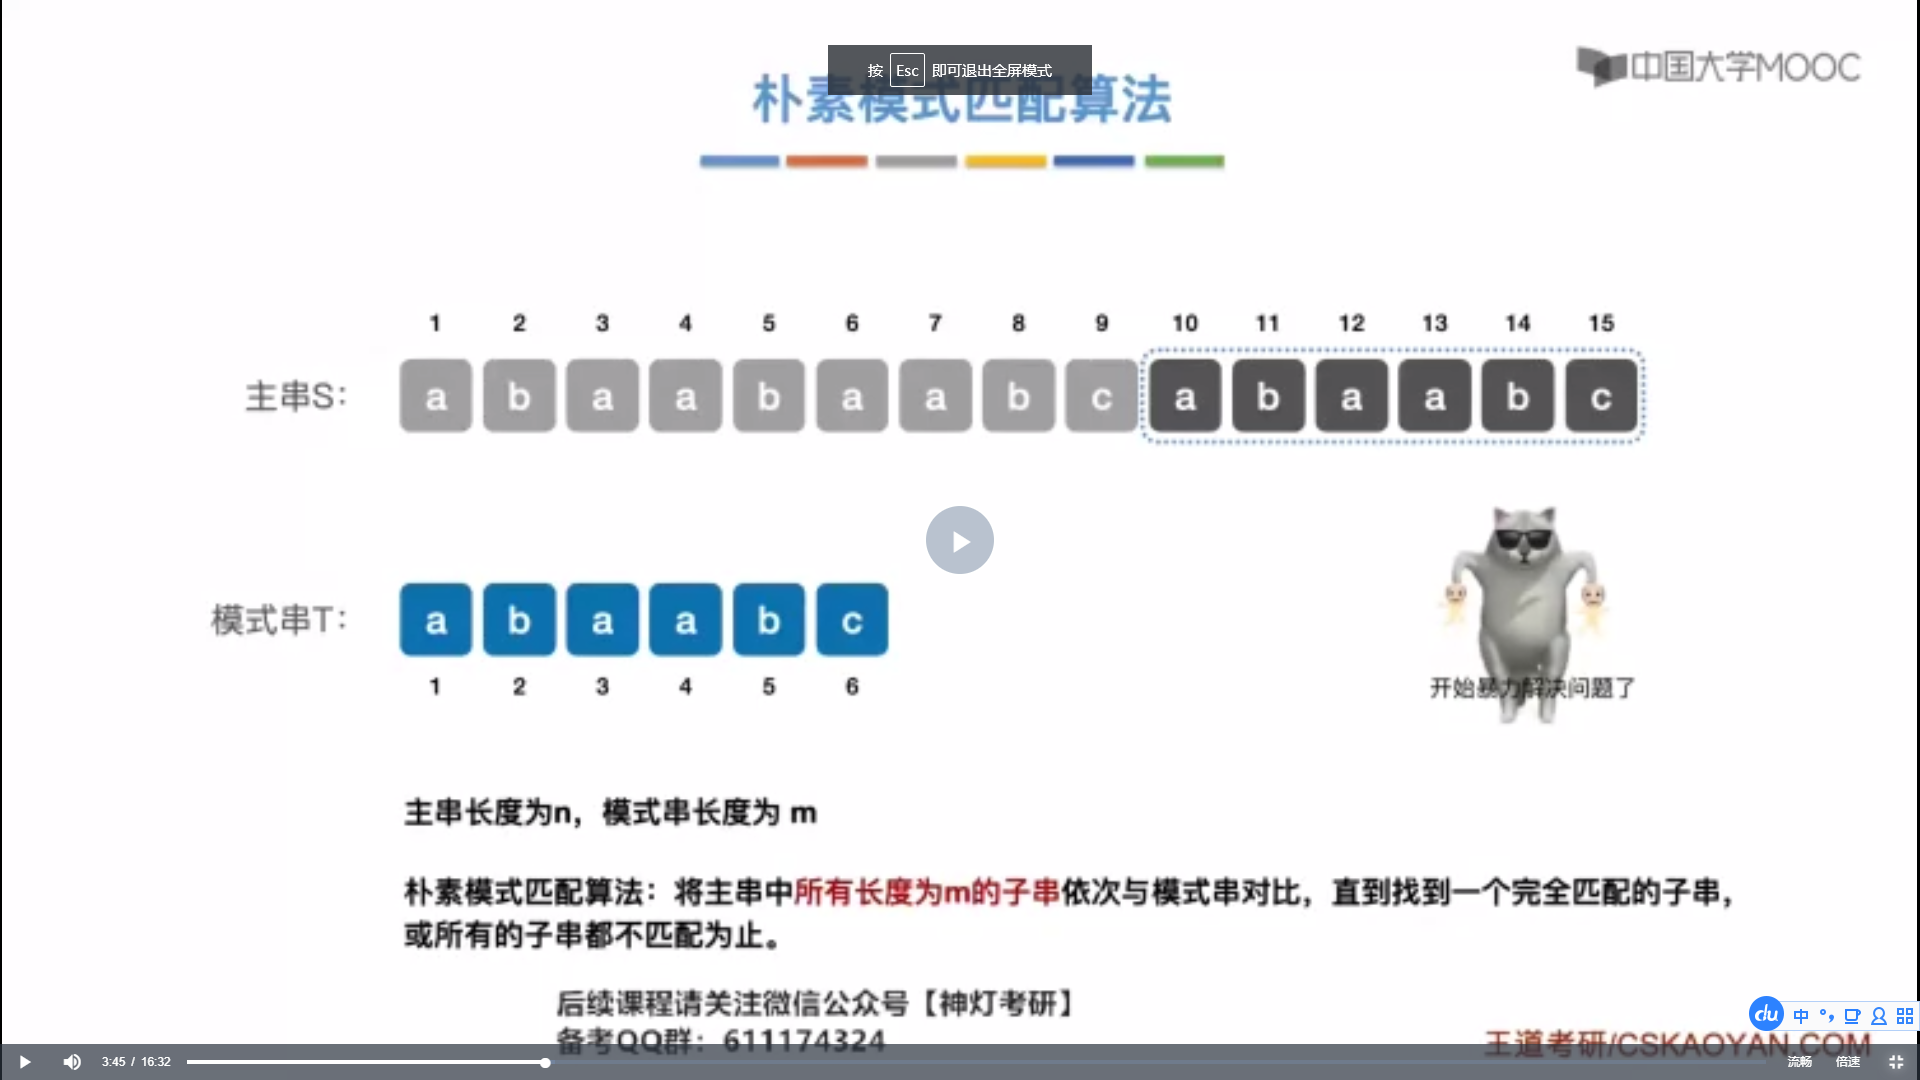 按 Esc 即可退出全屏模式
中国大学MOOC
朴素模式匹配算法
1 2 3 4 5 6 7 8 9 10 11 12 13 14 15
主串S： a b a a b a a b c a b a a b c
模式串T： a b a a b c
1 2 3 4 5 6
开始暴力解决问题了
主串长度为n，模式串长度为 m
朴素模式匹配算法：将主串中所有长度为m的子串依次与模式串对比，直到找到一个完全匹配的子串，
或所有的子串都不匹配为止。
后续课程请关注微信公众号【神灯考研】
备考QQ群：611174324
du 中 °,
王道考研/CSKAOYAN.COM
3:45 / 16:32 流畅 倍速